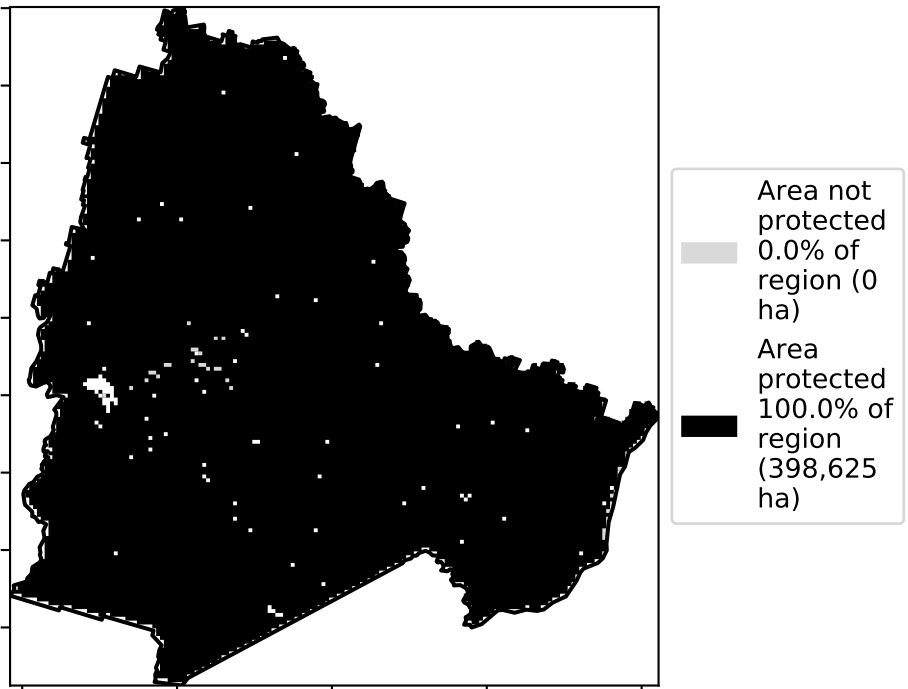 Area not
protected
0.0% of
region (0
ha)
Area
protected
100.0% of
region
(398,625
ha)